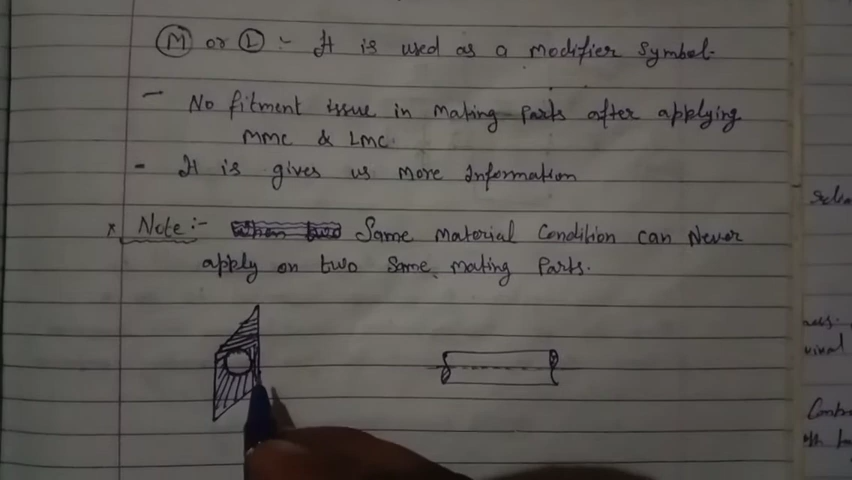 Ⓜ or Ⓛ :- It is used as a modifier symbol.
- No fitment issue in mating parts after applying
MMC & LMC.
- It is gives us more information
* Note :- Same material condition can Never
apply on two same mating parts.